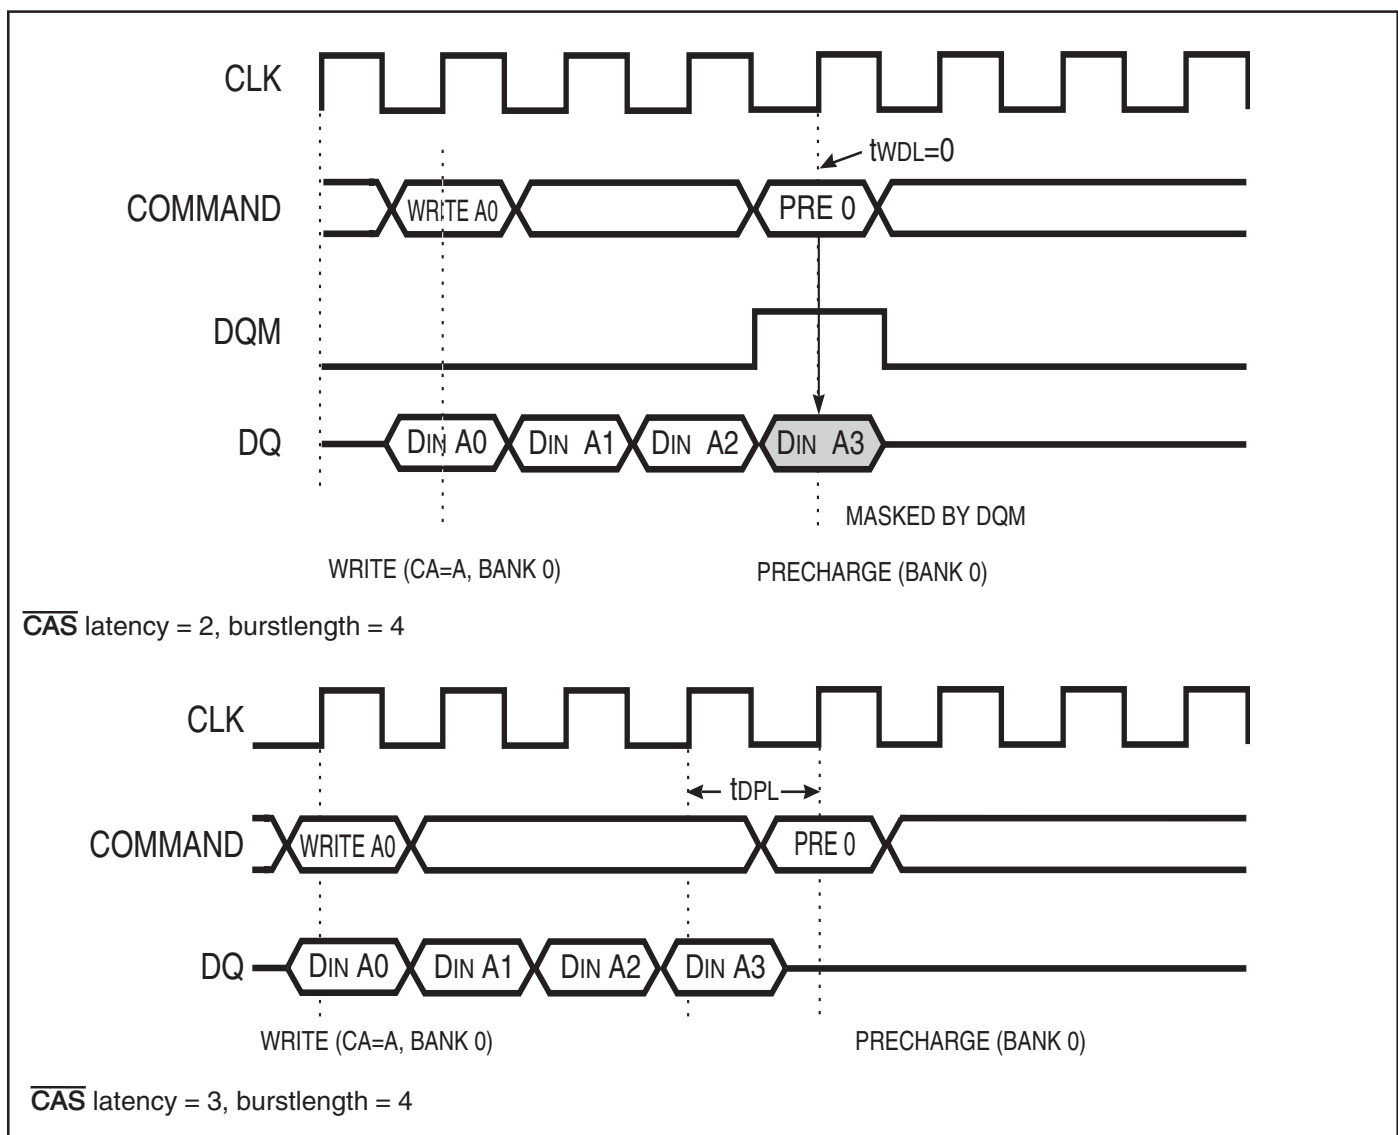 CLK
tWDL=0
COMMAND WRITE A0 PRE 0
DQM
DQ DIN A0 DIN A1 DIN A2 DIN A3
MASKED BY DQM
WRITE (CA=A, BANK 0) PRECHARGE (BANK 0)
CAS latency = 2, burstlength = 4
CLK
tDPL
COMMAND WRITE A0 PRE 0
DQ DIN A0 DIN A1 DIN A2 DIN A3
WRITE (CA=A, BANK 0) PRECHARGE (BANK 0)
CAS latency = 3, burstlength = 4